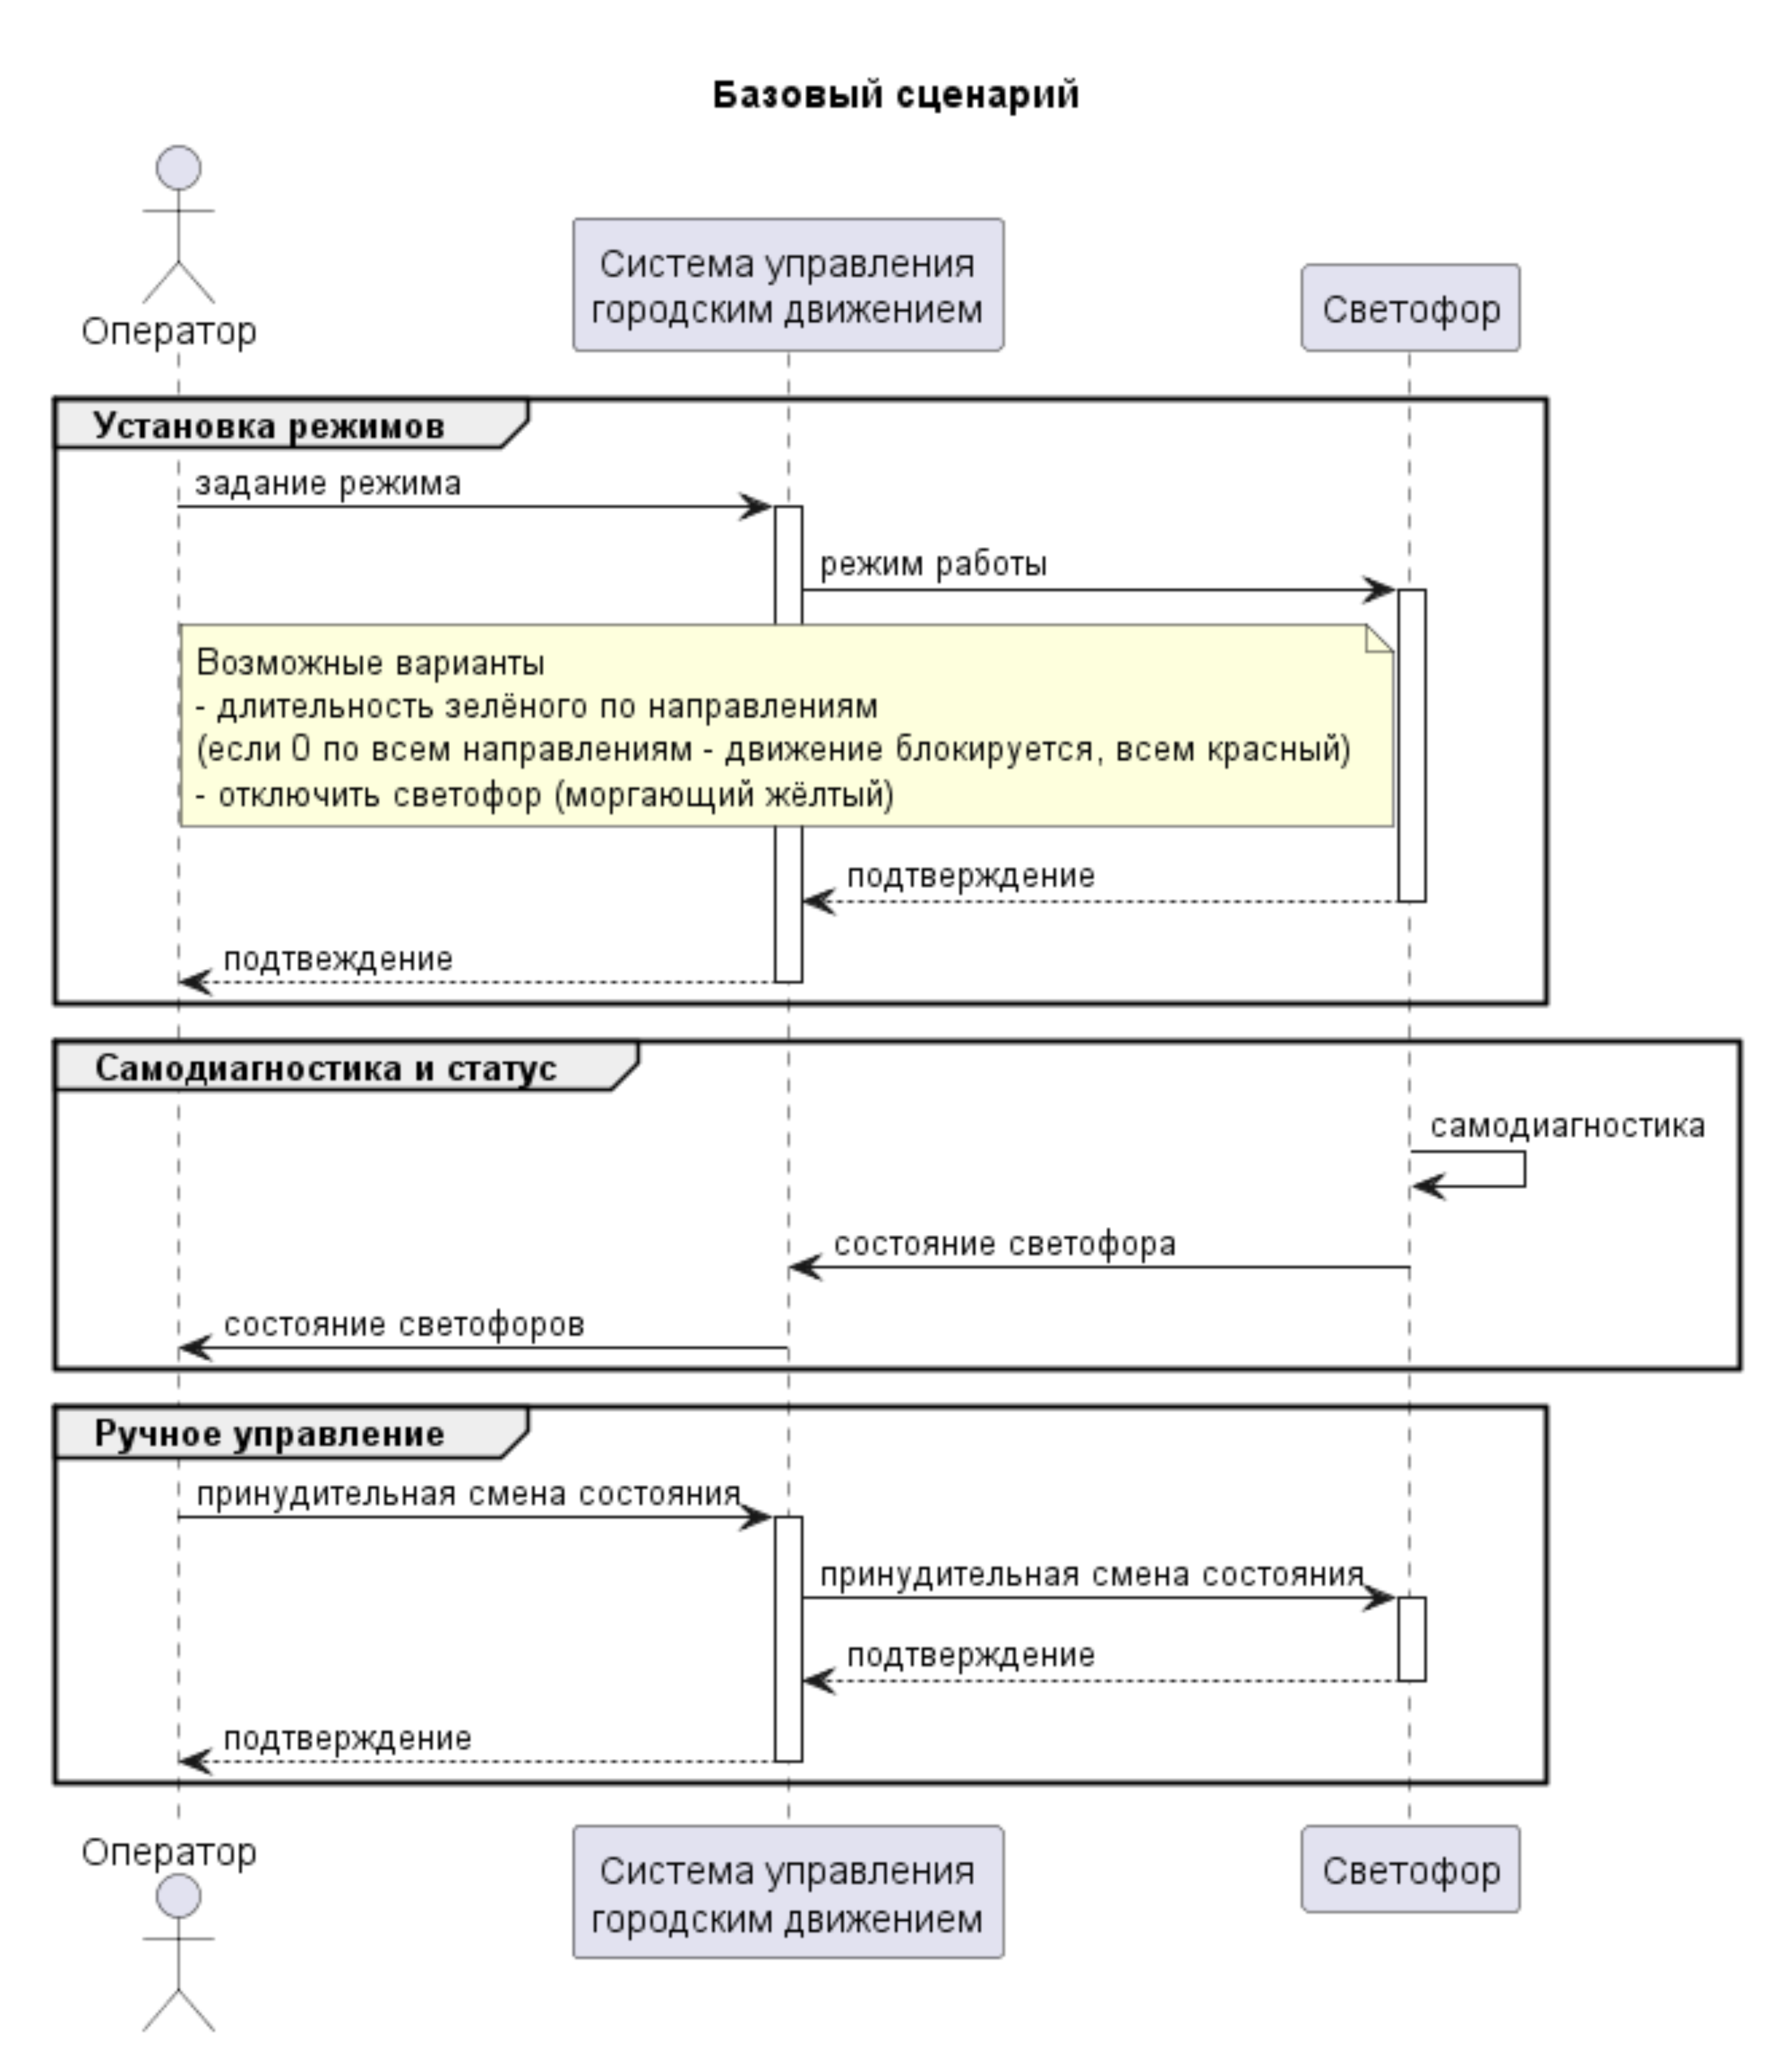 Базовый сценарий
Оператор
Система управления
городским движением
Светофор
Установка режимов
задание режима
режим работы
Возможные варианты
- длительность зелёного по направлениям
(если 0 по всем направлениям - движение блокируется, всем красный)
- отключить светофор (моргающий жёлтый)
подтверждение
подтвеждение
Самодиагностика и статус
самодиагностика
состояние светофора
состояние светофоров
Ручное управление
принудительная смена состояния
принудительная смена состояния
подтверждение
подтверждение
Оператор
Система управления
городским движением
Светофор